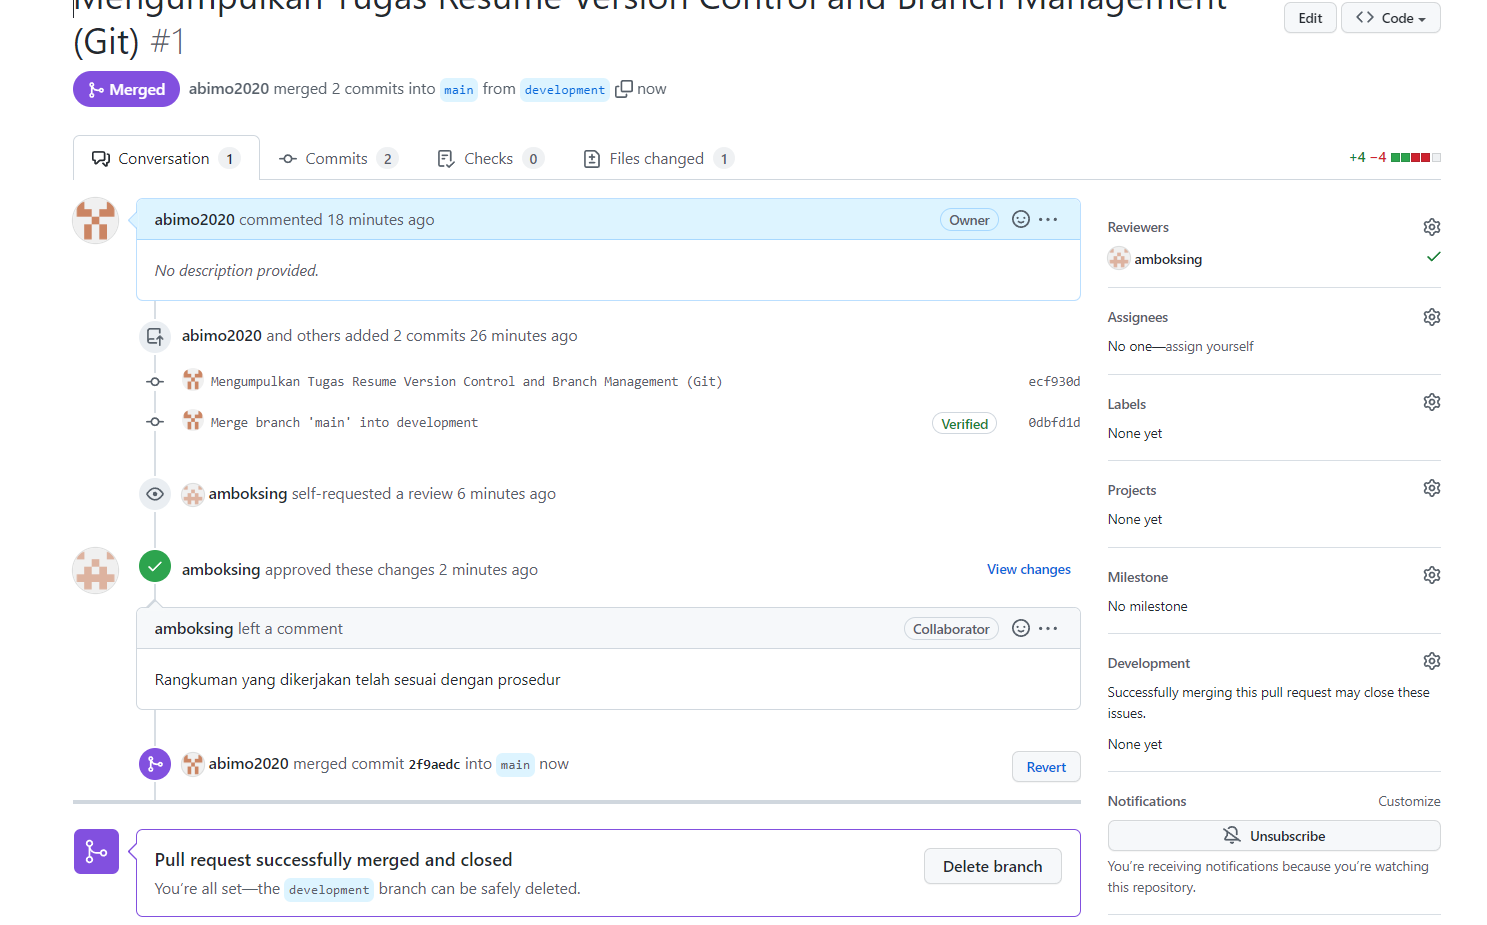 Mengumpulkan Tugas Resume Version Control and Branch Management
(Git) #1
Edit
Code
Merged
abimo2020 merged 2 commits into main from development now
Conversation 1
Commits 2
Checks 0
Files changed 1
+4 −4
abimo2020 commented 18 minutes ago
Owner
No description provided.
abimo2020 and others added 2 commits 26 minutes ago
Mengumpulkan Tugas Resume Version Control and Branch Management (Git)
ecf930d
Merge branch 'main' into development
Verified
0dbfd1d
amboksing self-requested a review 6 minutes ago
amboksing approved these changes 2 minutes ago
View changes
amboksing left a comment
Collaborator
Rangkuman yang dikerjakan telah sesuai dengan prosedur
abimo2020 merged commit 2f9aedc into main now
Revert
Pull request successfully merged and closed
You're all set—the development branch can be safely deleted.
Delete branch
Reviewers
amboksing
Assignees
No one—assign yourself
Labels
None yet
Projects
None yet
Milestone
No milestone
Development
Successfully merging this pull request may close these
issues.
None yet
Notifications
Customize
Unsubscribe
You're receiving notifications because you're watching
this repository.